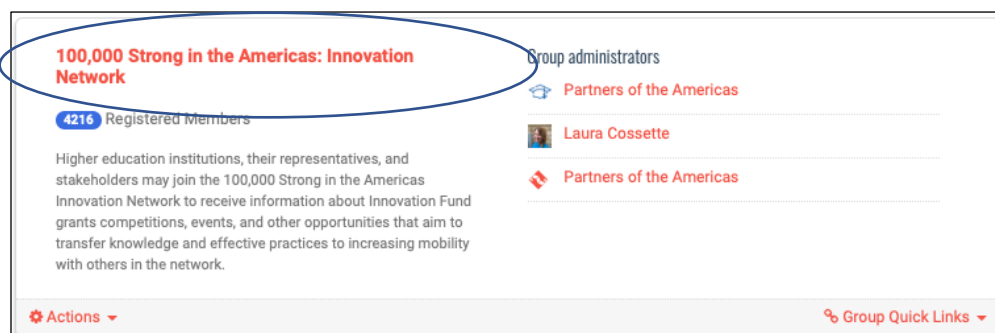 100,000 Strong in the Americas: Innovation
Network
4216 Registered Members
Higher education institutions, their representatives, and
stakeholders may join the 100,000 Strong in the Americas
Innovation Network to receive information about Innovation Fund
grants competitions, events, and other opportunities that aim to
transfer knowledge and effective practices to increasing mobility
with others in the network.
Group administrators
Partners of the Americas
Laura Cossette
Partners of the Americas
Actions
Group Quick Links